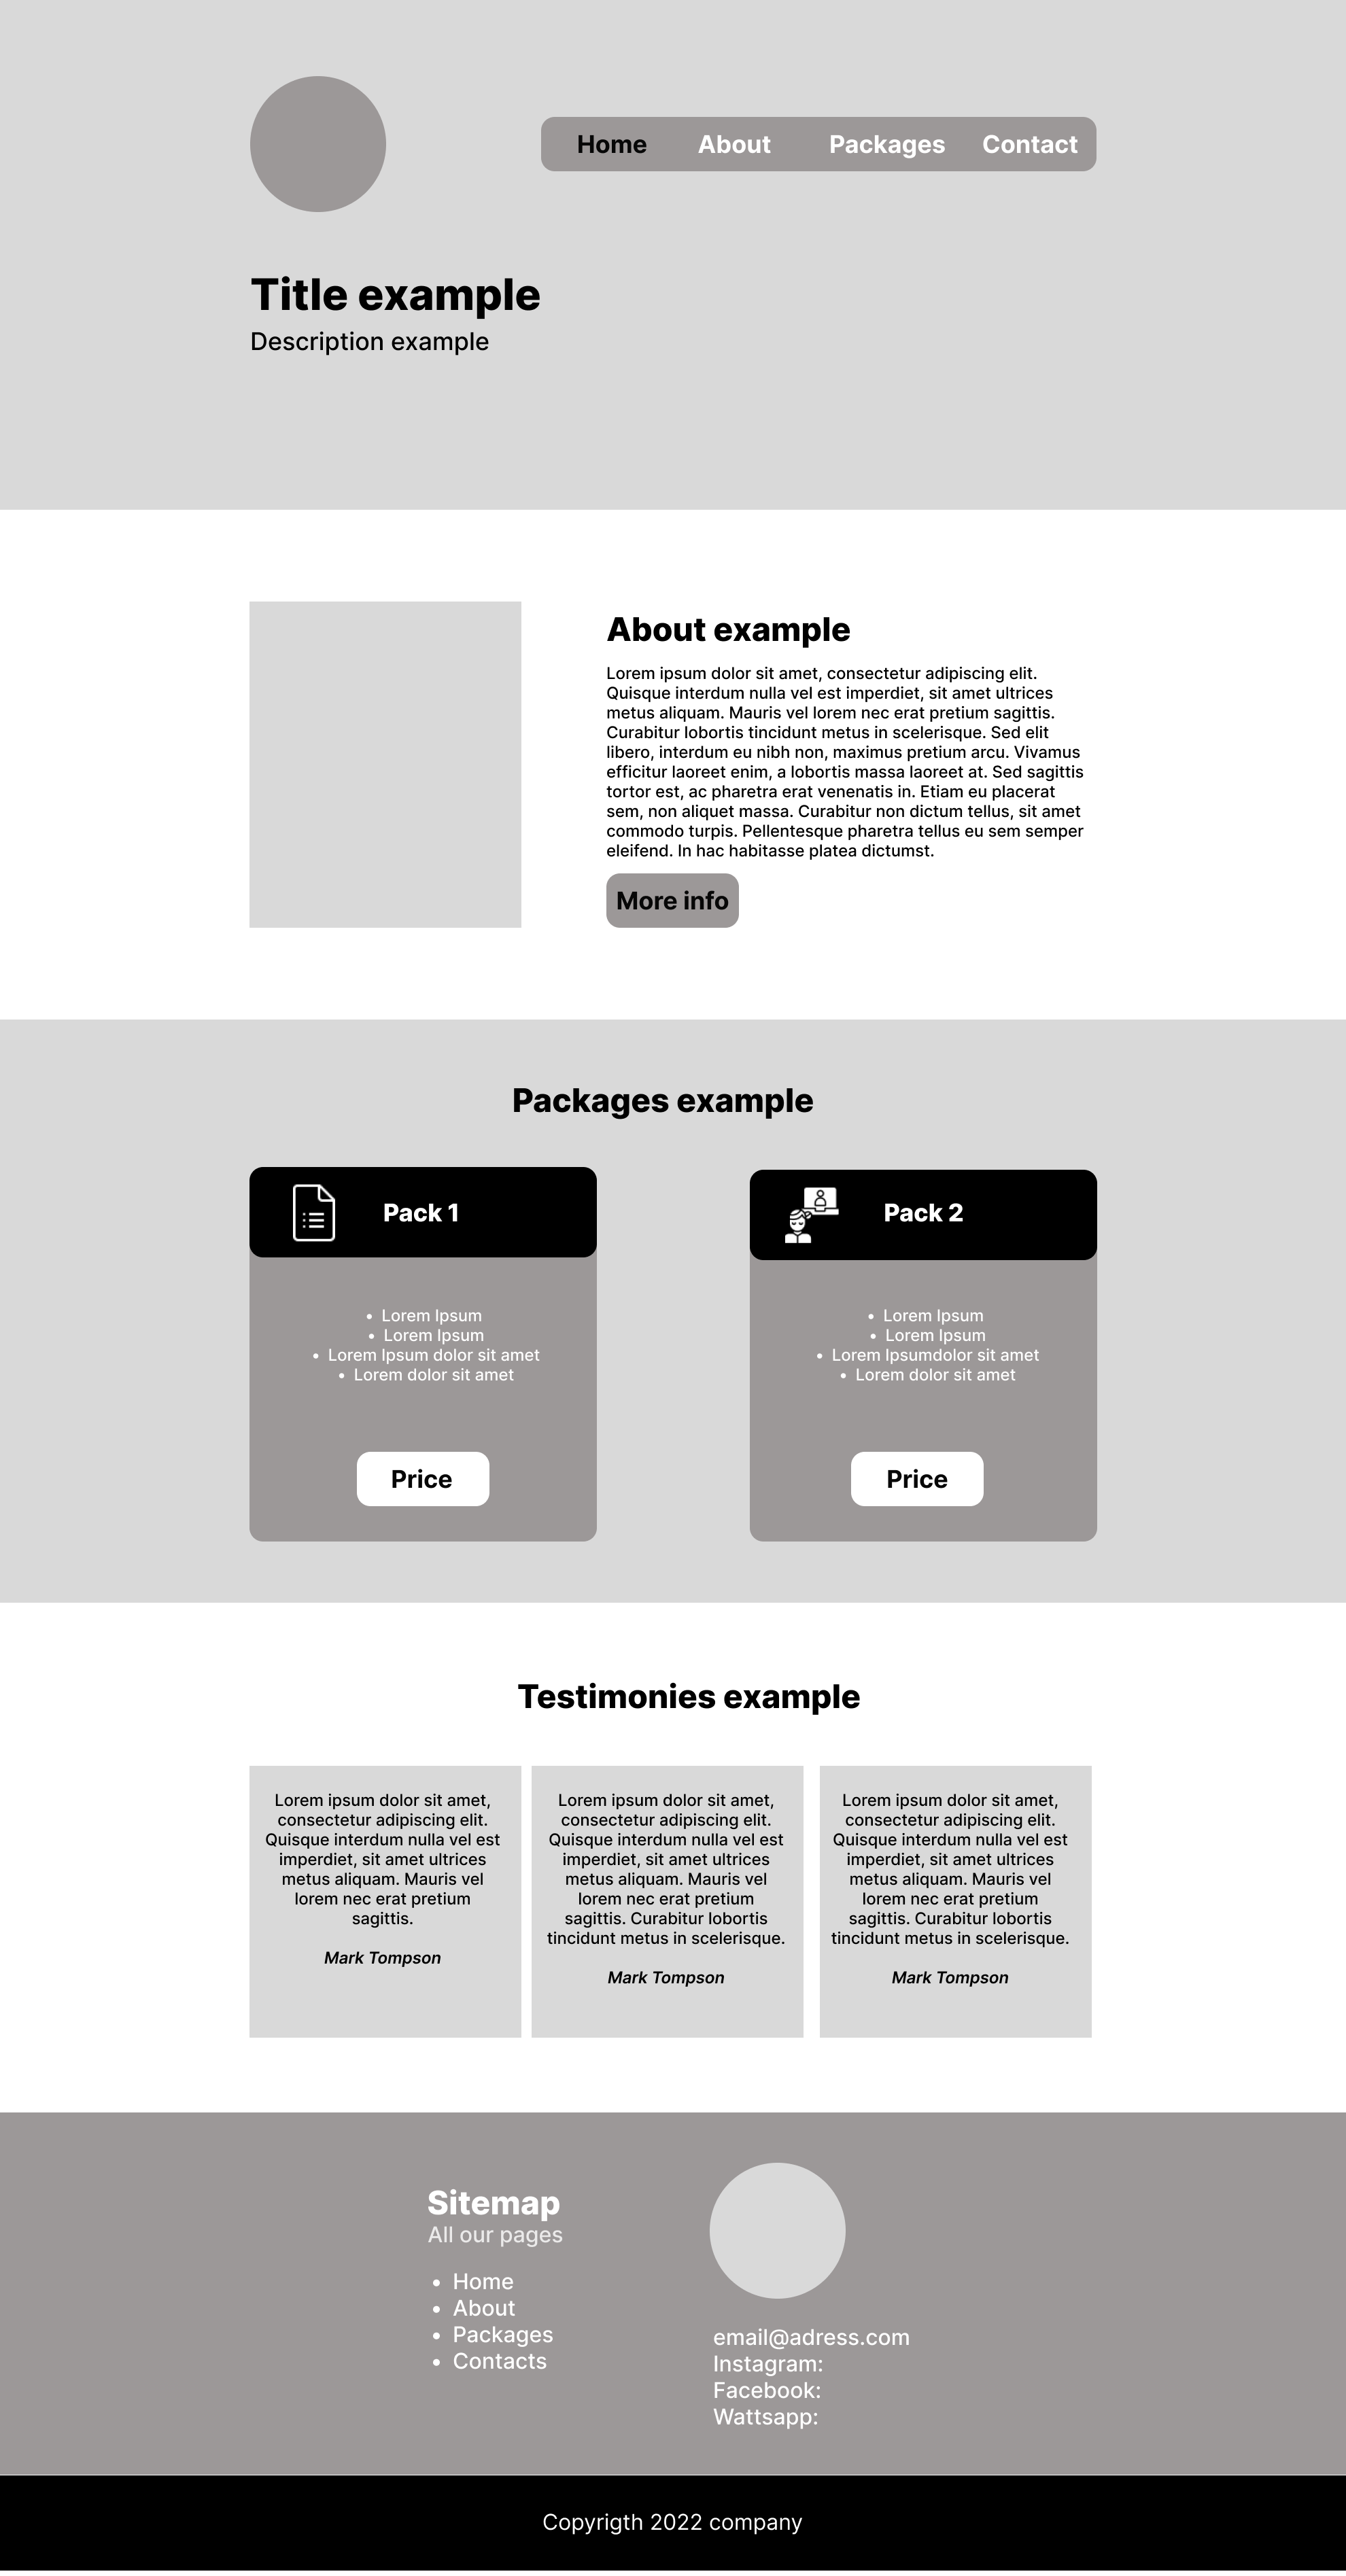 Home About Packages Contact
Title example
Description example
About example
Lorem ipsum dolor sit amet, consectetur adipiscing elit.
Quisque interdum nulla vel est imperdiet, sit amet ultrices
metus aliquam. Mauris vel lorem nec erat pretium sagittis.
Curabitur lobortis tincidunt metus in scelerisque. Sed elit
libero, interdum eu nibh non, maximus pretium arcu. Vivamus
efficitur laoreet enim, a lobortis massa laoreet at. Sed sagittis
tortor est, ac pharetra erat venenatis in. Etiam eu placerat
sem, non aliquet massa. Curabitur non dictum tellus, sit amet
commodo turpis. Pellentesque pharetra tellus eu sem semper
eleifend. In hac habitasse platea dictumst.
More info
Packages example
Pack 1
• Lorem Ipsum
• Lorem Ipsum
• Lorem Ipsum dolor sit amet
• Lorem dolor sit amet
Price
Pack 2
• Lorem Ipsum
• Lorem Ipsum
• Lorem Ipsumdolor sit amet
• Lorem dolor sit amet
Price
Testimonies example
Lorem ipsum dolor sit amet,
consectetur adipiscing elit.
Quisque interdum nulla vel est
imperdiet, sit amet ultrices
metus aliquam. Mauris vel
lorem nec erat pretium
sagittis.
Mark Tompson
Lorem ipsum dolor sit amet,
consectetur adipiscing elit.
Quisque interdum nulla vel est
imperdiet, sit amet ultrices
metus aliquam. Mauris vel
lorem nec erat pretium
sagittis. Curabitur lobortis
tincidunt metus in scelerisque.
Mark Tompson
Lorem ipsum dolor sit amet,
consectetur adipiscing elit.
Quisque interdum nulla vel est
imperdiet, sit amet ultrices
metus aliquam. Mauris vel
lorem nec erat pretium
sagittis. Curabitur lobortis
tincidunt metus in scelerisque.
Mark Tompson
Sitemap
All our pages
• Home
• About
• Packages
• Contacts
email@adress.com
Instagram:
Facebook:
Wattsapp:
Copyrigth 2022 company